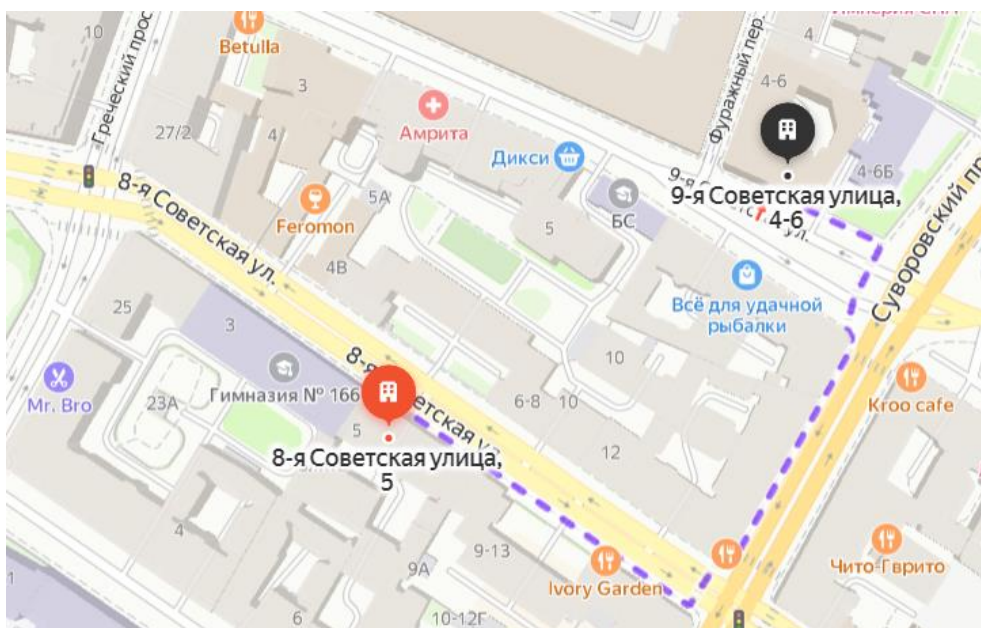 10
Греческий прос
Betulla
3
4
27/2
Амрита
Дикси
5А
БС
5
Фуражный пер.
4
4-6
4-6Б
9-я Советская улица,
4-6
ул.
Суворовский пр
8-я Советская ул.
Feromon
4В
Всё для удачной
рыбалки
25
3
Гимназия № 166
8-я
етская ул
10
6-8
10
12
Kroo cafe
Mr. Bro
23А
5
8-я Советская улица,
5
4
9-13
9А
Ivory Garden
Чито-Гврито
1
6
10-12Г